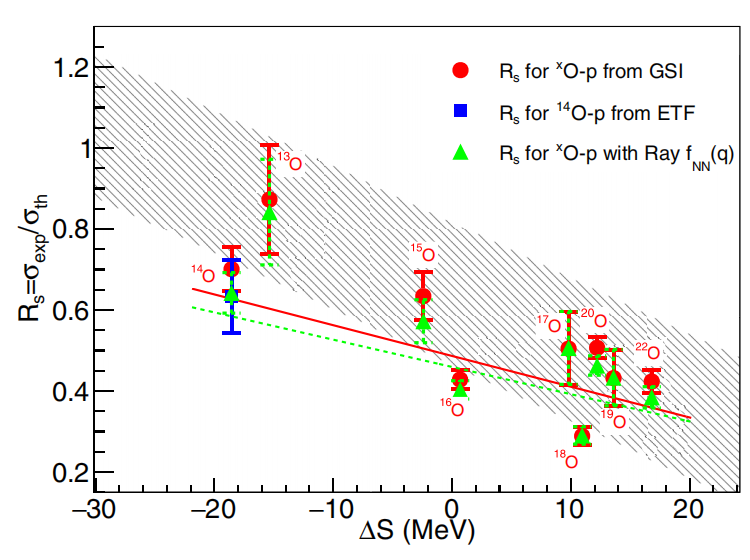 R_s for ^xO-p from GSI
R_s for ^14O-p from ETF
R_s for ^xO-p with Ray f_NN(q)
1.2
1
0.8
0.6
0.4
0.2
R_s=σ_exp/σ_th
^13O
^14O
^15O
^16O
^17O
^20O
^22O
^19O
^18O
−30
−20
−10
0
10
20
ΔS (MeV)